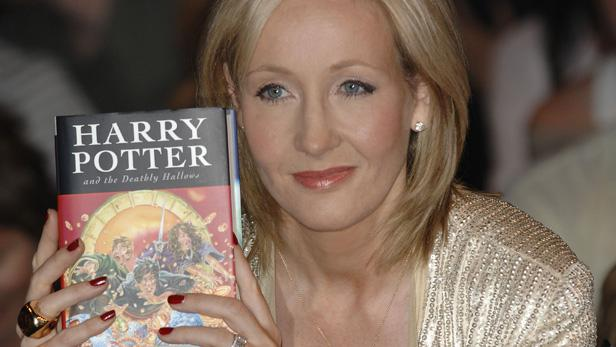 HARRY
POTTER
and the Deathly Hallows